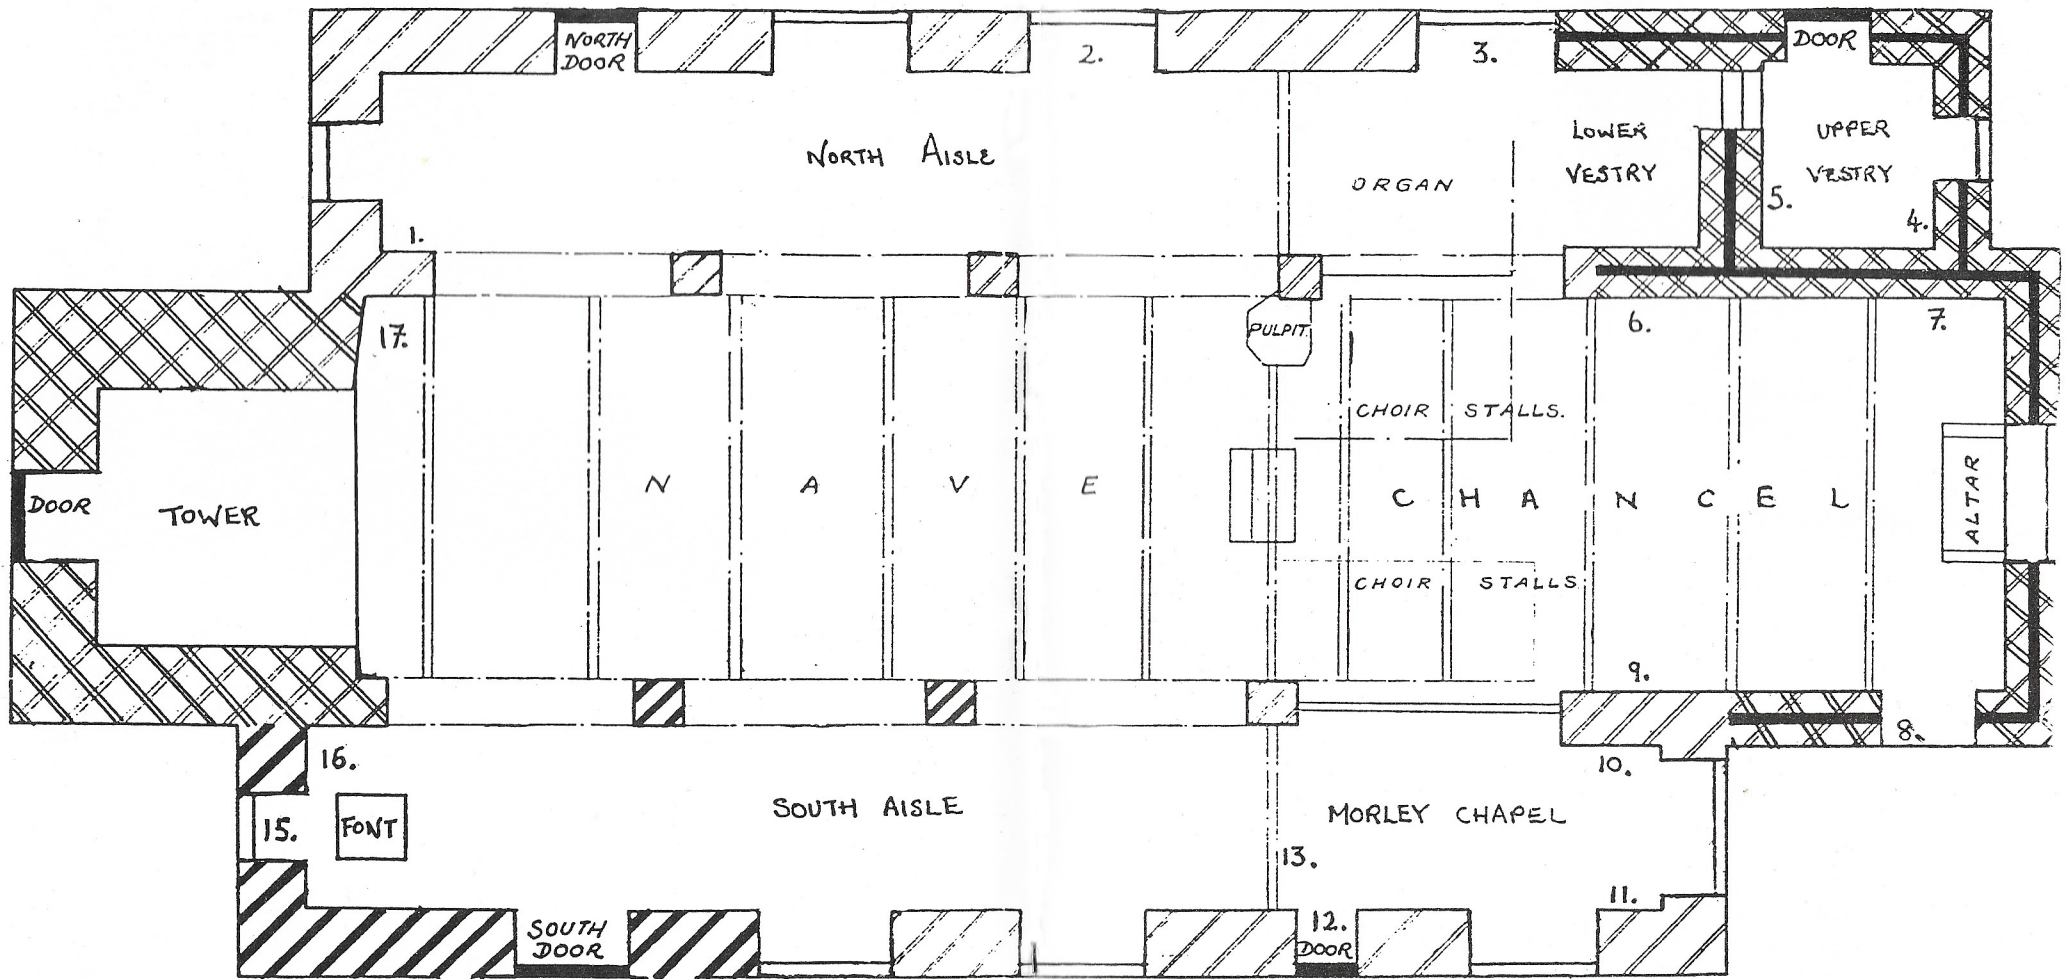 NORTH
DOOR
2.
3.
DOOR
NORTH AISLE
ORGAN
LOWER
VESTRY
UPPER
VESTRY
5.
4.
1.
17.
PULPIT
6.
7.
CHOIR STALLS.
DOOR
TOWER
N A V E
C H A N C E L
ALTAR
CHOIR STALLS
9.
8.
16.
10.
15.
FONT
SOUTH AISLE
MORLEY CHAPEL
13.
11.
SOUTH
DOOR
12.
DOOR